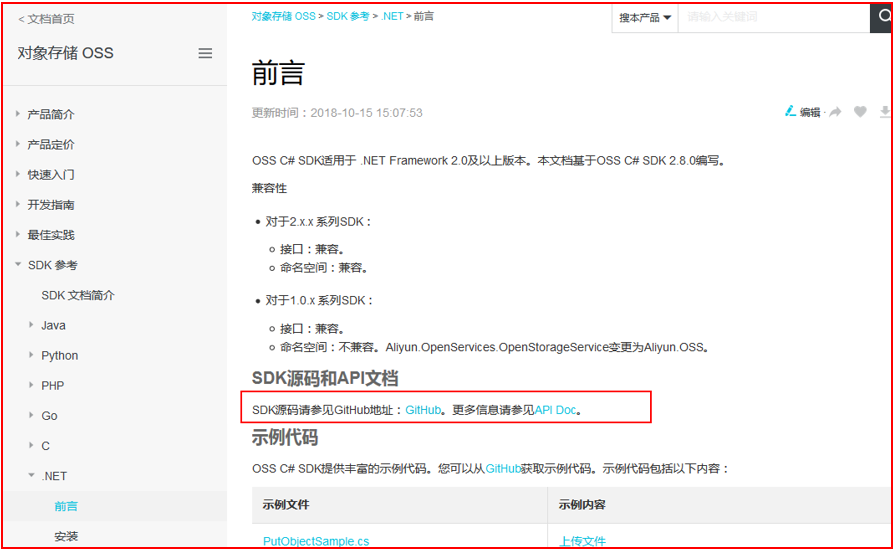 < 文档首页
对象存储 OSS
产品简介
产品定价
快速入门
开发指南
最佳实践
SDK 参考
SDK 文档简介
Java
Python
PHP
Go
C
.NET
前言
安装
对象存储 OSS > SDK 参考 > .NET > 前言
搜本产品
请输入关键词
前言
更新时间：2018-10-15 15:07:53
编辑
OSS C# SDK适用于 .NET Framework 2.0及以上版本。本文档基于OSS C# SDK 2.8.0编写。
兼容性
对于2.x.x 系列SDK：
接口：兼容。
命名空间：兼容。
对于1.0.x 系列SDK：
接口：兼容。
命名空间：不兼容。Aliyun.OpenServices.OpenStorageService变更为Aliyun.OSS。
SDK源码和API文档
SDK源码请参见GitHub地址：GitHub。更多信息请参见API Doc。
示例代码
OSS C# SDK提供丰富的示例代码。您可以从GitHub获取示例代码。示例代码包括以下内容：
示例文件 示例内容
PutObjectSample.cs 上传文件